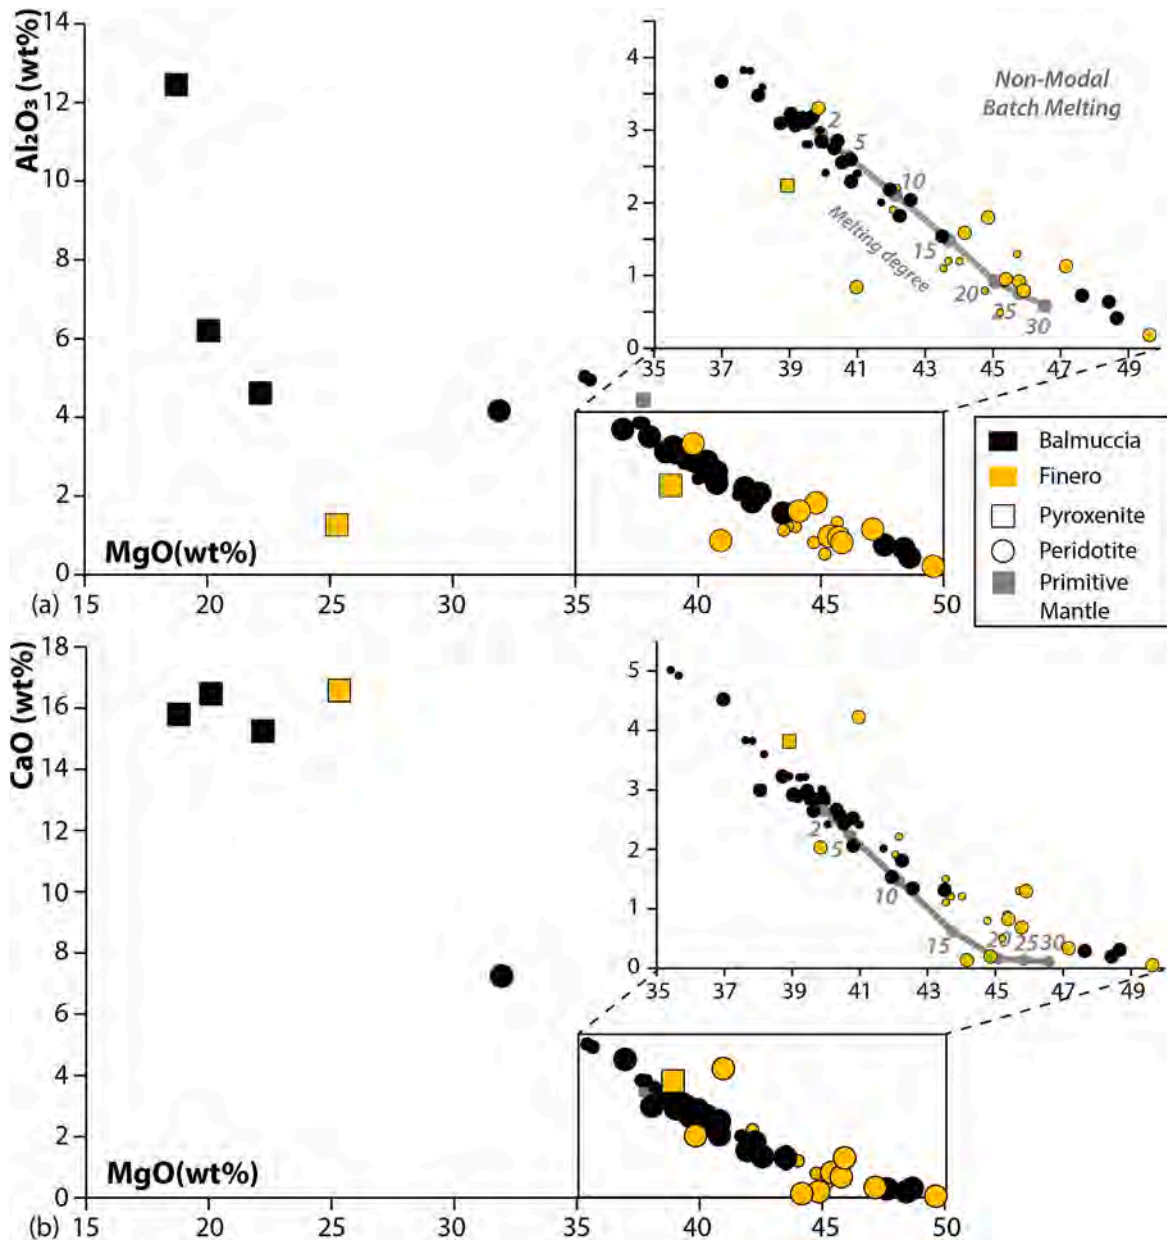 Al₂O₃ (wt%)
14
12
10
8
6
4
2
0
MgO(wt%)
(a)
15 20 25 30 35 40 45 50
4
3
2
1
0
35 37 39 41 43 45 47 49
Non-Modal
Batch Melting
2
5
10
15
20
25
30
Melting degree
Balmuccia
Finero
Pyroxenite
Peridotite
Primitive
Mantle
CaO (wt%)
18
16
14
12
10
8
6
4
2
0
MgO(wt%)
(b)
15 20 25 30 35 40 45 50
5
4
3
2
1
0
35 37 39 41 43 45 47 49
2
5
10
15
20
25
30